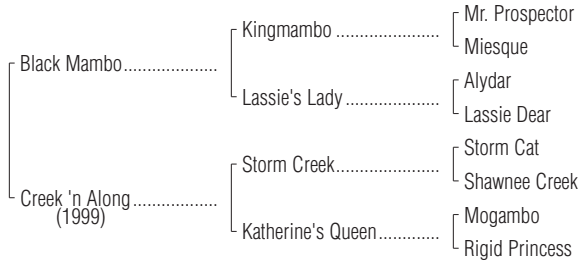 Mr. Prospector
Kingmambo ......................
Miesque
Black Mambo....................
Alydar
Lassie's Lady ....................
Lassie Dear
Storm Cat
Storm Creek......................
Shawnee Creek
Creek 'n Along..................
(1999)
Mogambo
Katherine's Queen.............
Rigid Princess